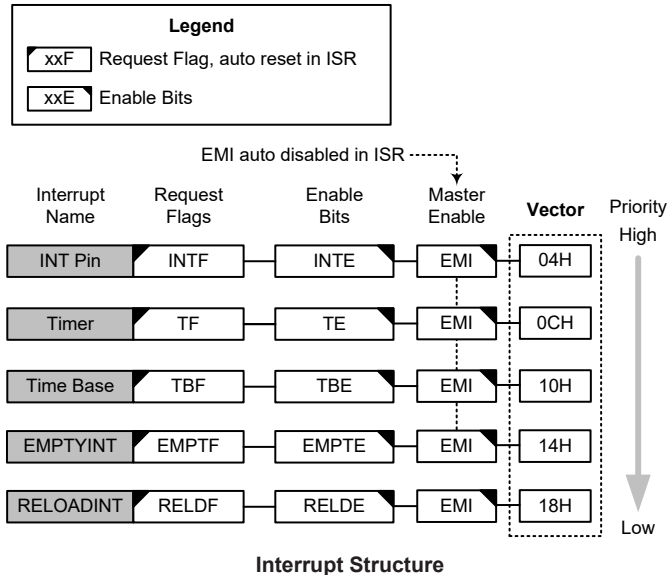 Legend
xxF Request Flag, auto reset in ISR
xxE Enable Bits
EMI auto disabled in ISR
Interrupt Name
Request Flags
Enable Bits
Master Enable
Vector
Priority
High
INT Pin INTF INTE EMI 04H
Timer TF TE EMI 0CH
Time Base TBF TBE EMI 10H
EMPTYINT EMPTF EMPTE EMI 14H
RELOADINT RELDF RELDE EMI 18H
Low
Interrupt Structure